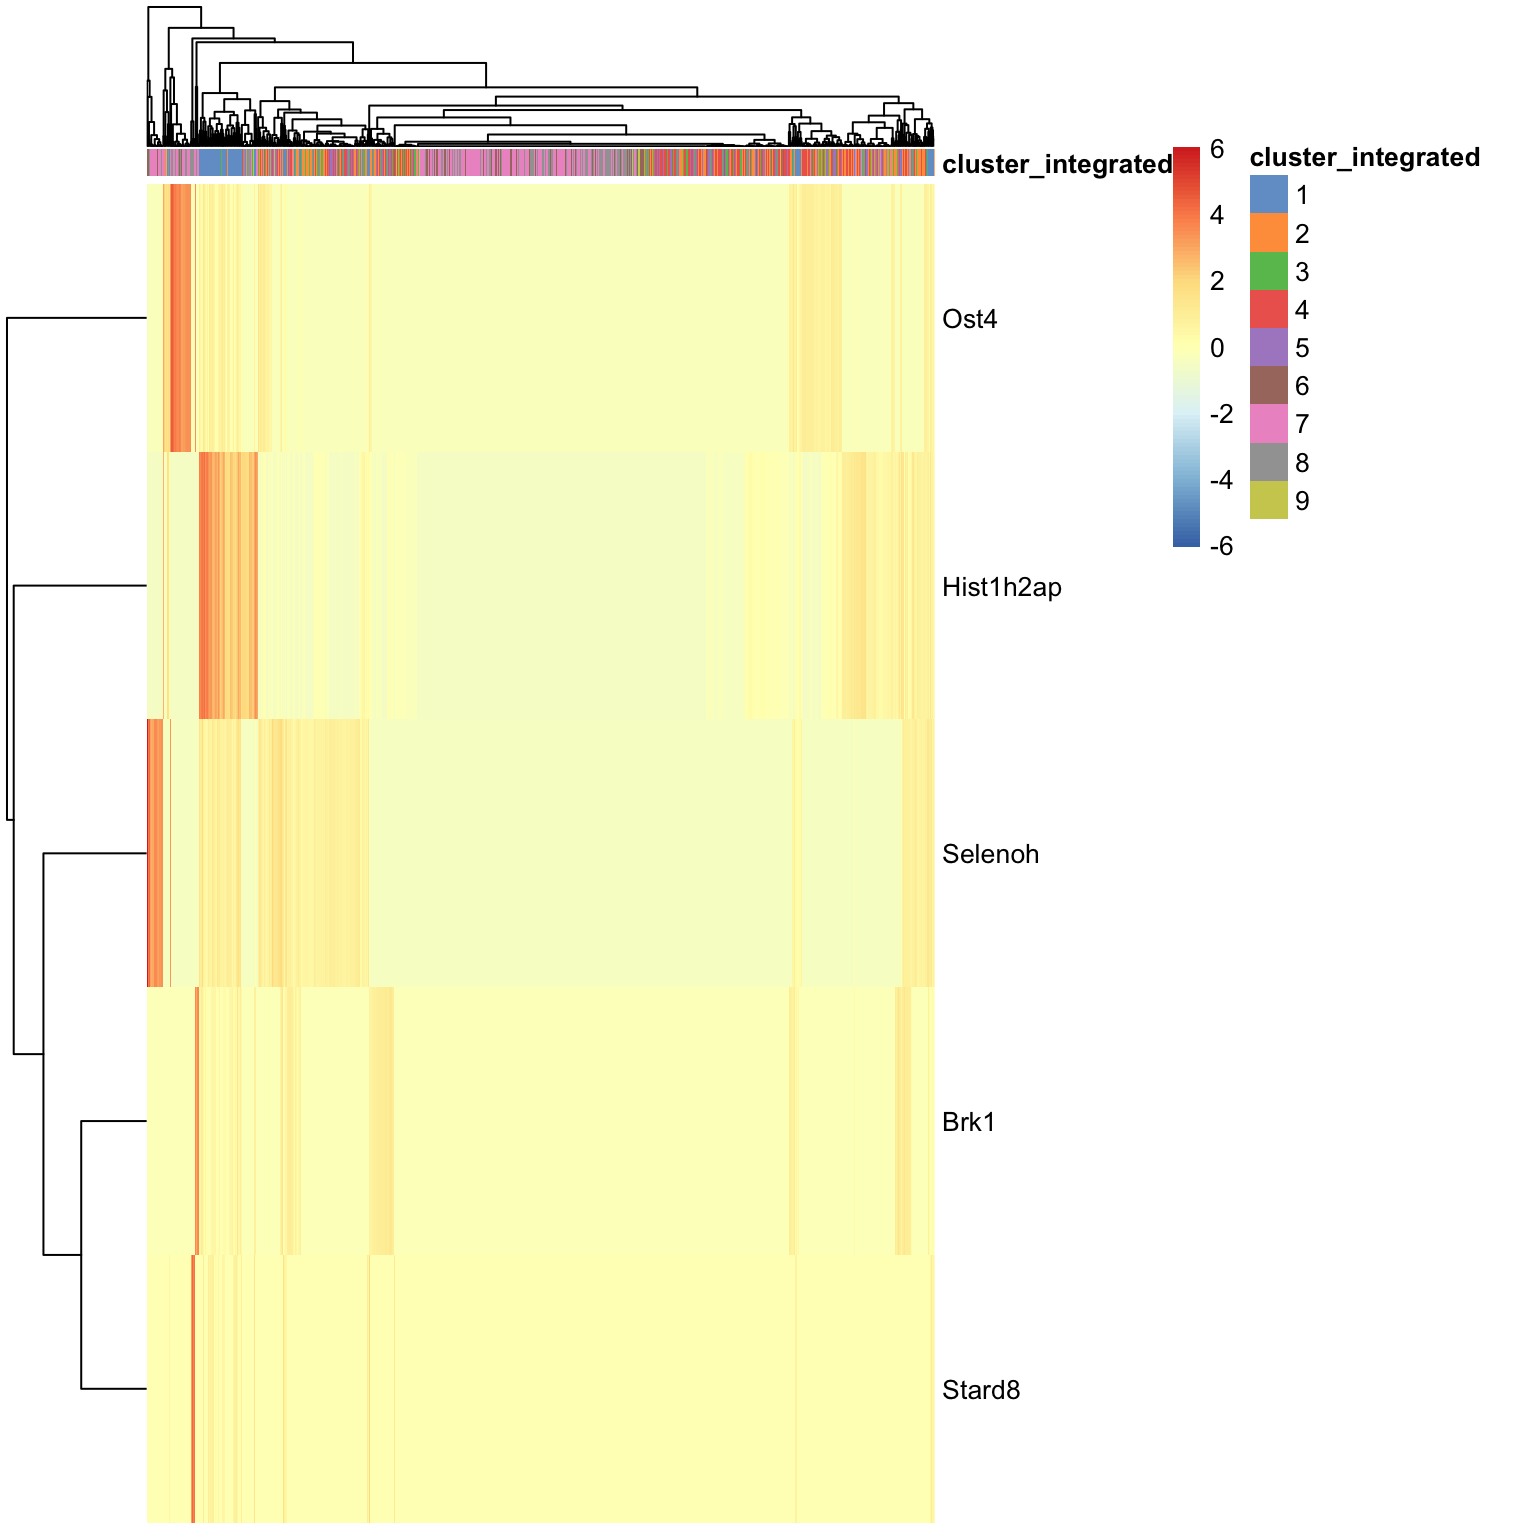 cluster_integrated
6
4
2
0
-2
-4
-6
cluster_integrated
1
2
3
4
5
6
7
8
9
Ost4
Hist1h2ap
Selenoh
Brk1
Stard8